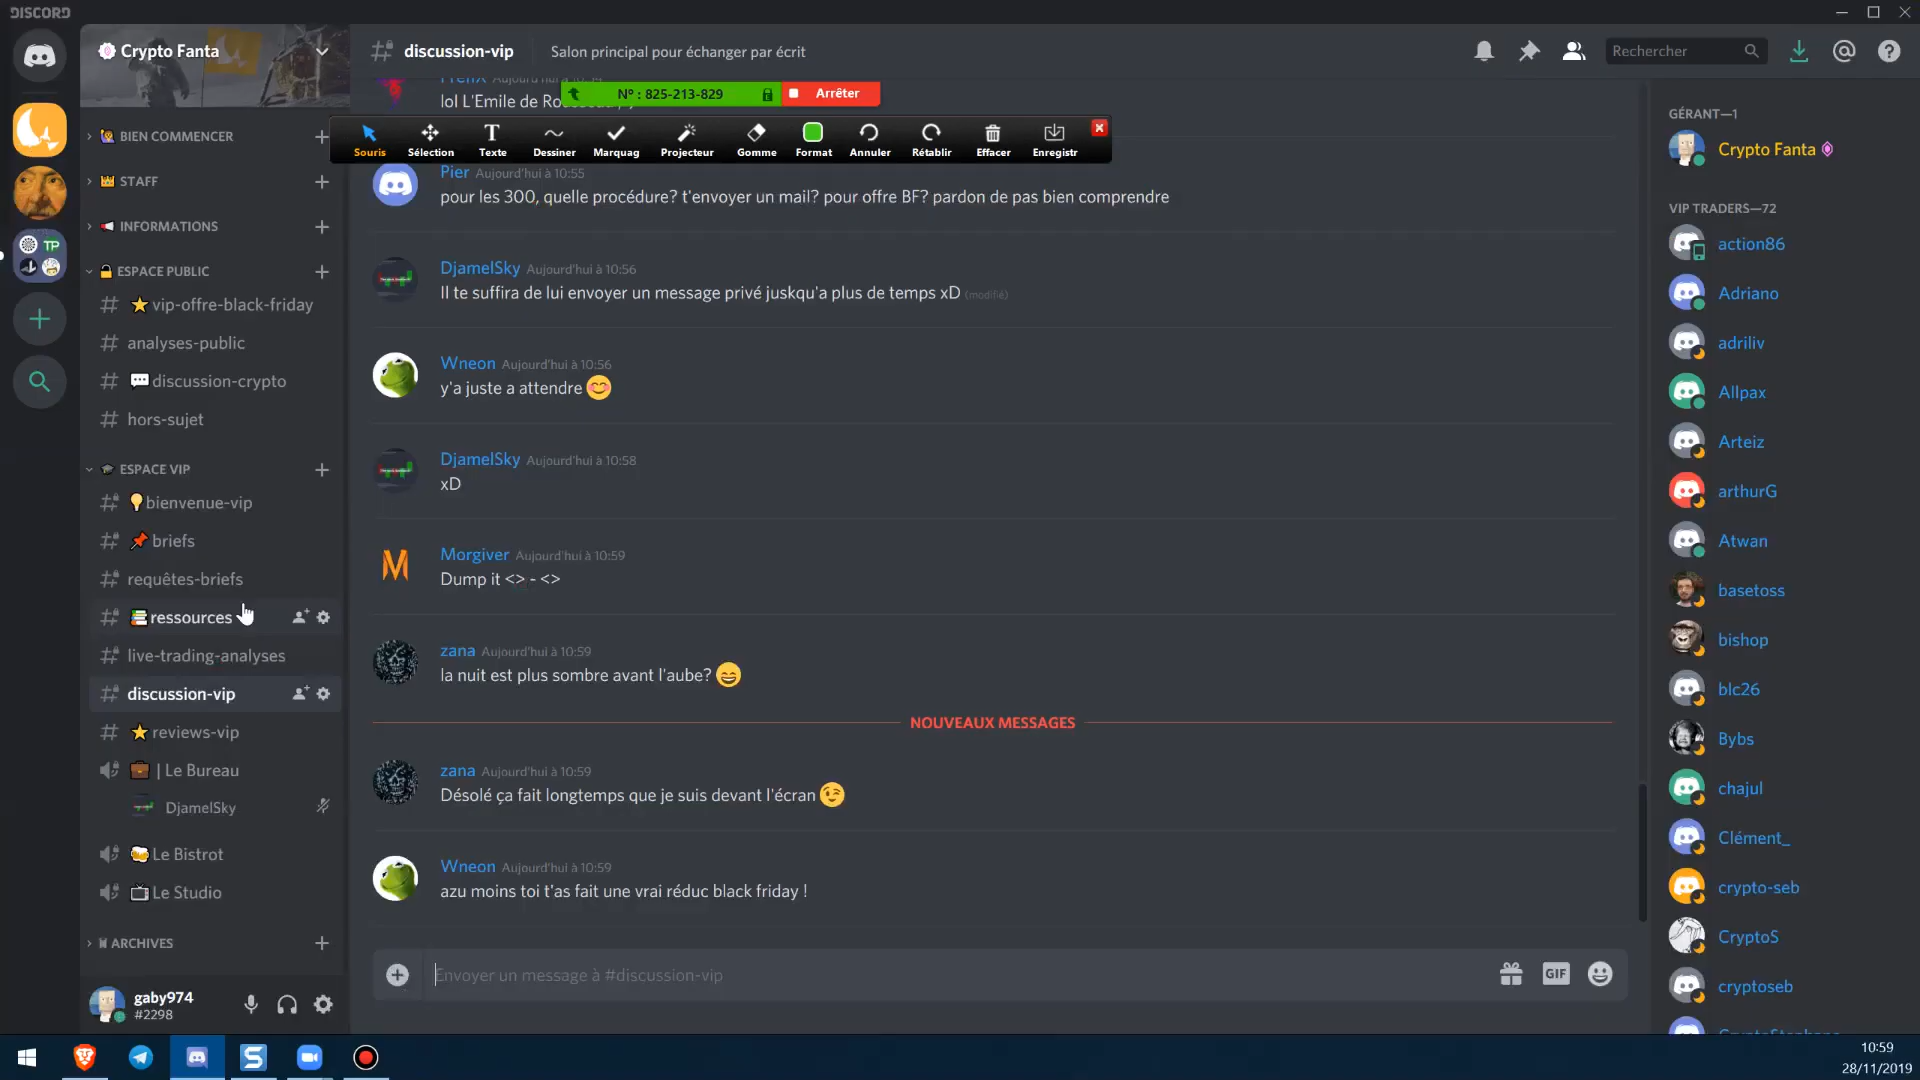 DISCORD
Crypto Fanta
BIEN COMMENCER
STAFF
INFORMATIONS
ESPACE PUBLIC
vip-offre-black-friday
analyses-public
discussion-crypto
hors-sujet
ESPACE VIP
bienvenue-vip
briefs
requêtes-briefs
ressources
live-trading-analyses
discussion-vip
reviews-vip
| Le Bureau
DjamelSky
Le Bistrot
Le Studio
ARCHIVES
gaby974
#2298
TP
discussion-vip
Salon principal pour échanger par écrit
Rechercher
N° : 825-213-829
Arrêter
Souris
Sélection
Texte
Dessiner
Marquag
Projecteur
Gomme
Format
Annuler
Rétablir
Effacer
Enregistr
Pier Aujourd'hui à 10:55
pour les 300, quelle procédure? t'envoyer un mail? pour offre BF? pardon de pas bien comprendre
DjamelSky Aujourd'hui à 10:56
Il te suffira de lui envoyer un message privé juskqu'a plus de temps xD (modifié)
Wneon Aujourd'hui à 10:56
y'a juste a attendre
DjamelSky Aujourd'hui à 10:58
xD
Morgiver Aujourd'hui à 10:59
Dump it <> - <>
zana Aujourd'hui à 10:59
la nuit est plus sombre avant l'aube?
NOUVEAUX MESSAGES
zana Aujourd'hui à 10:59
Désolé ça fait longtemps que je suis devant l'écran
Wneon Aujourd'hui à 10:59
azu moins toi t'as fait une vrai réduc black friday !
Envoyer un message à #discussion-vip
GIF
GÉRANT—1
Crypto Fanta
VIP TRADERS—72
action86
Adriano
adriliv
Allpax
Arteiz
arthurG
Atwan
basetoss
bishop
blc26
Bybs
chajul
Clément_
crypto-seb
CryptoS
cryptoseb
10:59
28/11/2019